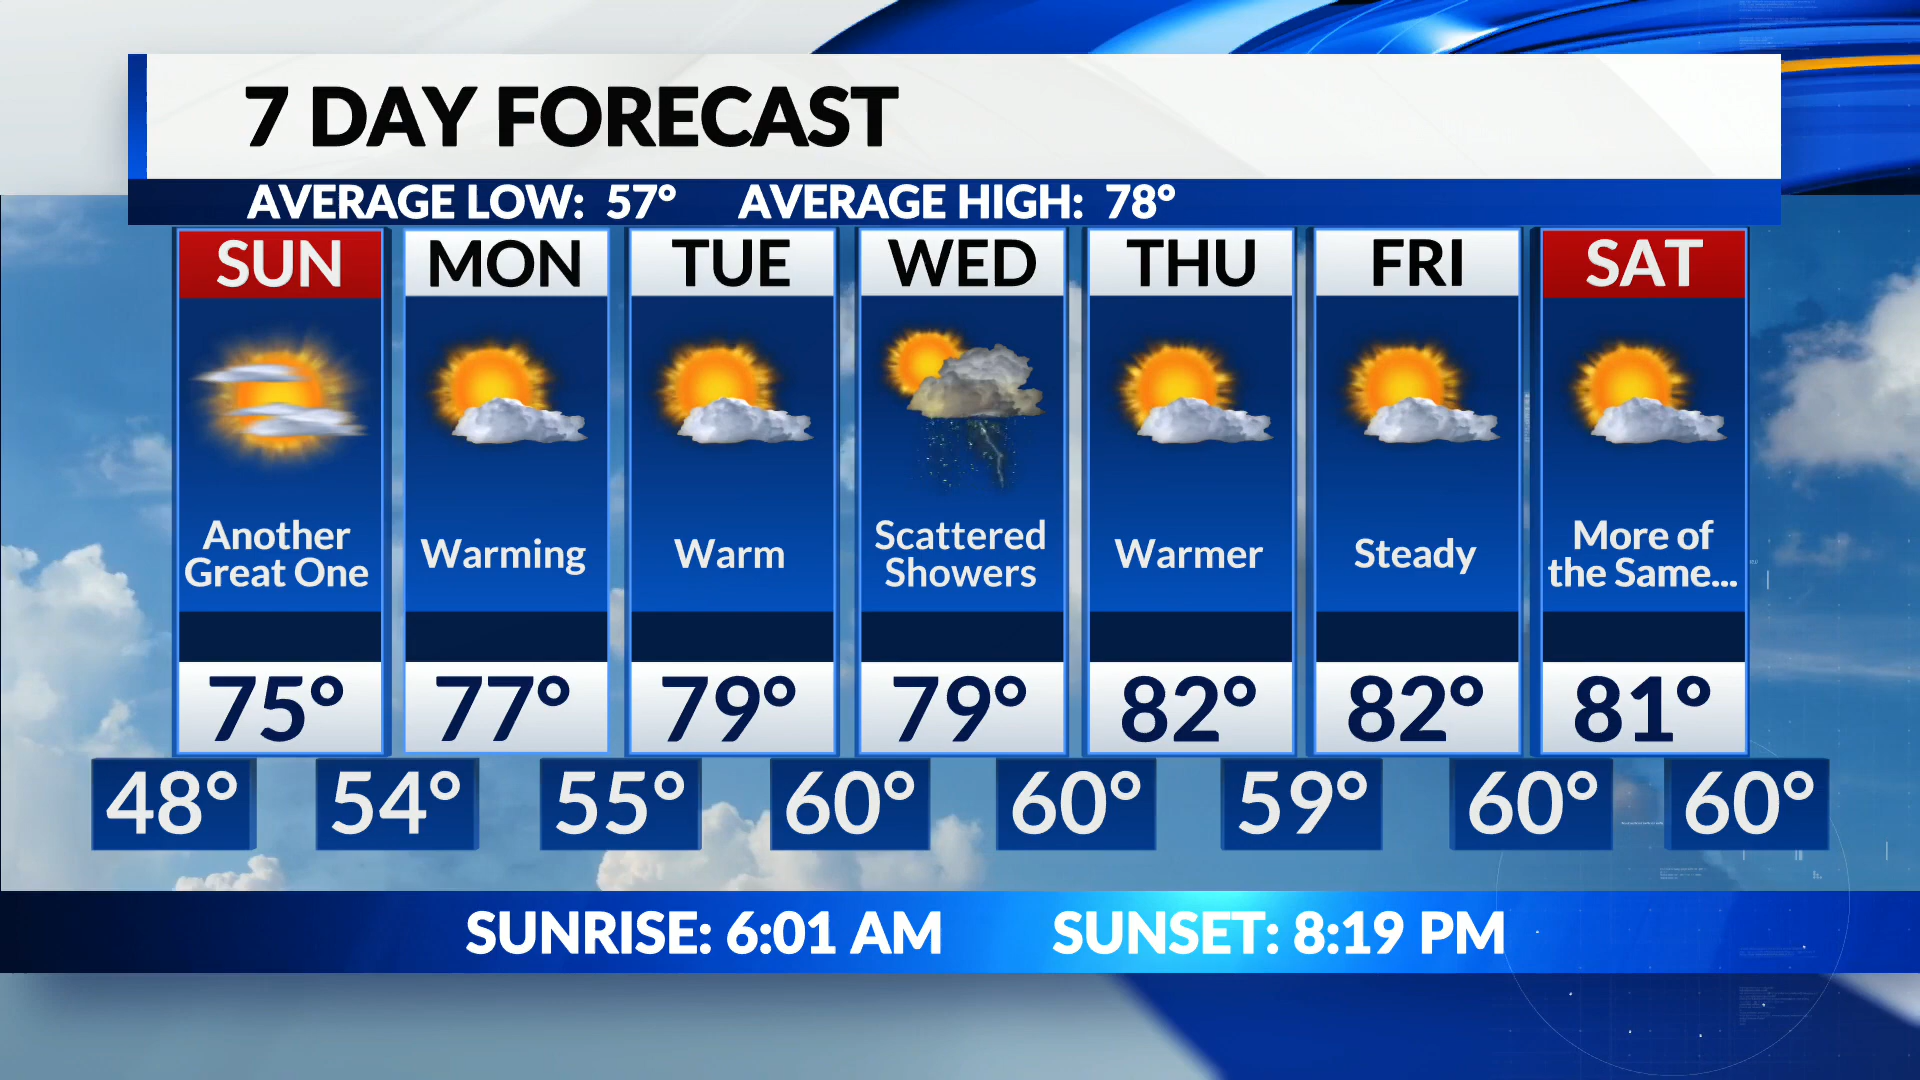 7 DAY FORECAST
AVERAGE LOW: 57° AVERAGE HIGH: 78°
SUN MON TUE WED THU FRI SAT
Another Great One
Warming
Warm
Scattered Showers
Warmer
Steady
More of the Same...
75° 77° 79° 79° 82° 82° 81°
48° 54° 55° 60° 60° 59° 60° 60°
SUNRISE: 6:01 AM SUNSET: 8:19 PM